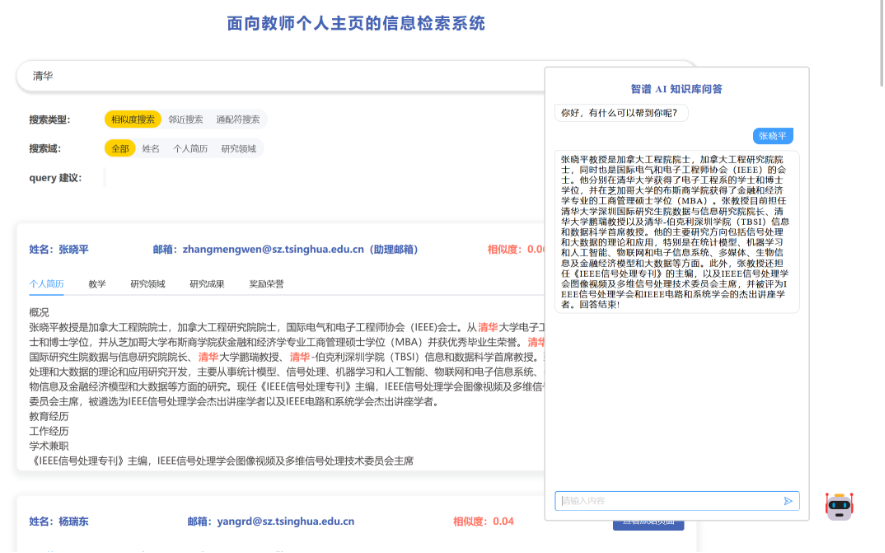 面向教师个人主页的信息检索系统
清华
搜索类型:
相似度搜索
邻近搜索
通配符搜索
搜索域:
全部
姓名
个人简历
研究领域
query 建议:
姓名: 张晓平
邮箱: zhangmengwen@sz.tsinghua.edu.cn (助理邮箱)
相似度: 0.0
个人简历
教学
研究领域
研究成果
奖励荣誉
概况
张晓平教授是加拿大工程院院士，加拿大工程研究院院士，国际电气和电子工程师协会（IEEE)会士。从清华大学电子工
士和博士学位，并从芝加哥大学布斯商学院获金融和经济学专业工商管理硕士学位（MBA）并获优秀毕业生荣誉。清
国际研究生院数据与信息研究院院长、清华大学鹏瑞教授、清华-伯克利深圳学院（TBSI）信息和数据科学首席教授。
处理和大数据的理论和应用研究开发，主要从事统计模型、信号处理、机器学习和人工智能、物联网和电子信息系统、
物信息及金融经济模型和大数据等方面的研究。现任《IEEE信号处理专刊》主编，IEEE信号处理学会图像视频及多维信
委员会主席，被遴选为IEEE信号处理学会杰出讲座学者以及IEEE电路和系统学会杰出讲座学者。
教育经历
工作经历
学术兼职
《IEEE信号处理专刊》主编，IEEE信号处理学会图像视频及多维信号处理技术委员会主席
姓名: 杨瑞东
邮箱: yangrd@sz.tsinghua.edu.cn
相似度: 0.04
智谱 AI 知识库问答
你好，有什么可以帮到你呢？
张晓平
张晓平教授是加拿大工程院院士，加拿大工程研究院院
士，同时也是国际电气和电子工程师协会（IEEE）的会
士。他分别在清华大学获得了电子工程系的学士和博士
学位，并在芝加哥大学的布斯商学院获得了金融和经济
学专业的工商管理硕士学位（MBA）。张教授目前担任
清华大学深圳国际研究生院数据与信息研究院院长、清
华大学鹏瑞教授以及清华-伯克利深圳学院（TBSI）信息
和数据科学首席教授。他的主要研究方向包括信号处理
和大数据的理论和应用，特别是在统计模型、机器学习
和人工智能、物联网和电子信息系统、多媒体、生物信
息及金融经济模型和大数据等方面。此外，张教授还担
任《IEEE信号处理专刊》的主编，以及IEEE信号处理学
会图像视频及多维信号处理技术委员会主席，并被评为I
EEE信号处理学会和IEEE电路和系统学会的杰出讲座学
者。回答结束！
请输入内容